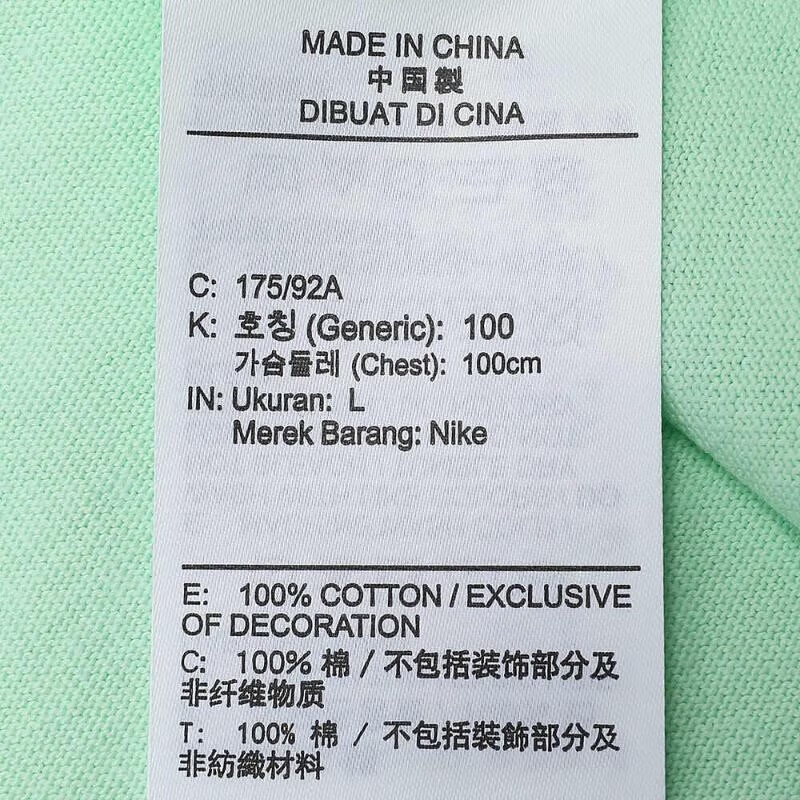 MADE IN CHINA
中国製
DIBUAT DI CINA
C: 175/92A
K: 호칭 (Generic): 100
가슴둘레 (Chest): 100cm
IN: Ukuran: L
Merek Barang: Nike
E: 100% COTTON / EXCLUSIVE
OF DECORATION
C: 100% 棉 / 不包括装饰部分及
非纤维物质
T: 100% 棉 / 不包括裝飾部分及
非紡織材料